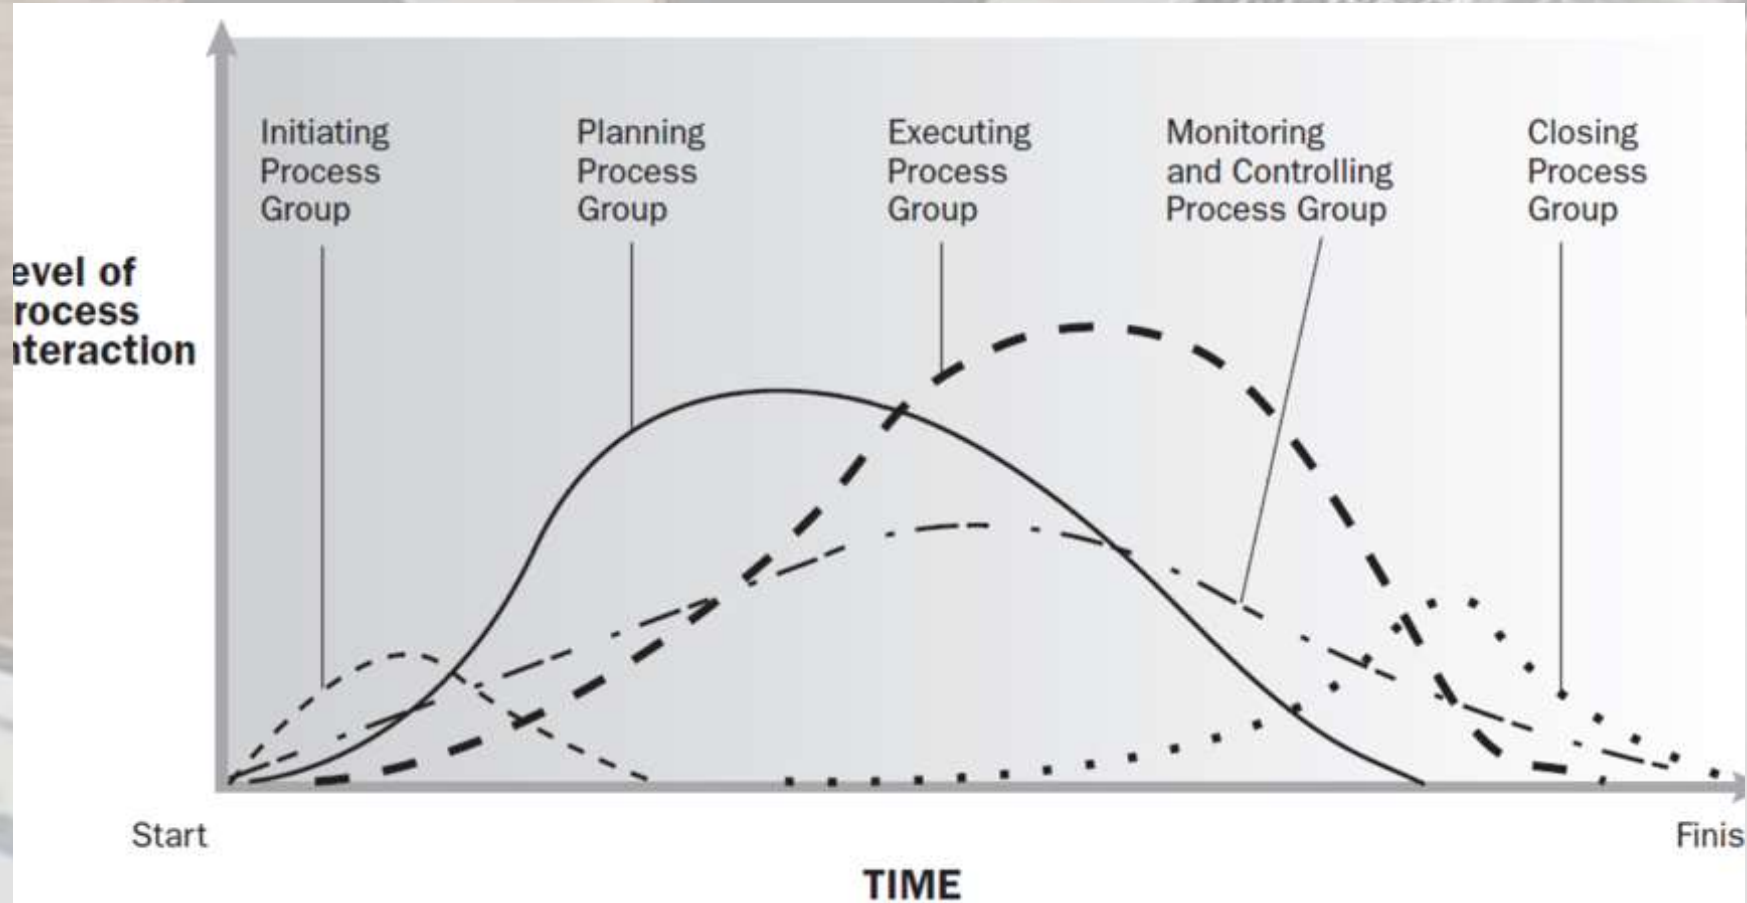 Initiating
Process
Group
Planning
Process
Group
Executing
Process
Group
Monitoring
and Controlling
Process Group
Closing
Process
Group
evel of
rocess
nteraction
Start
Finis
TIME